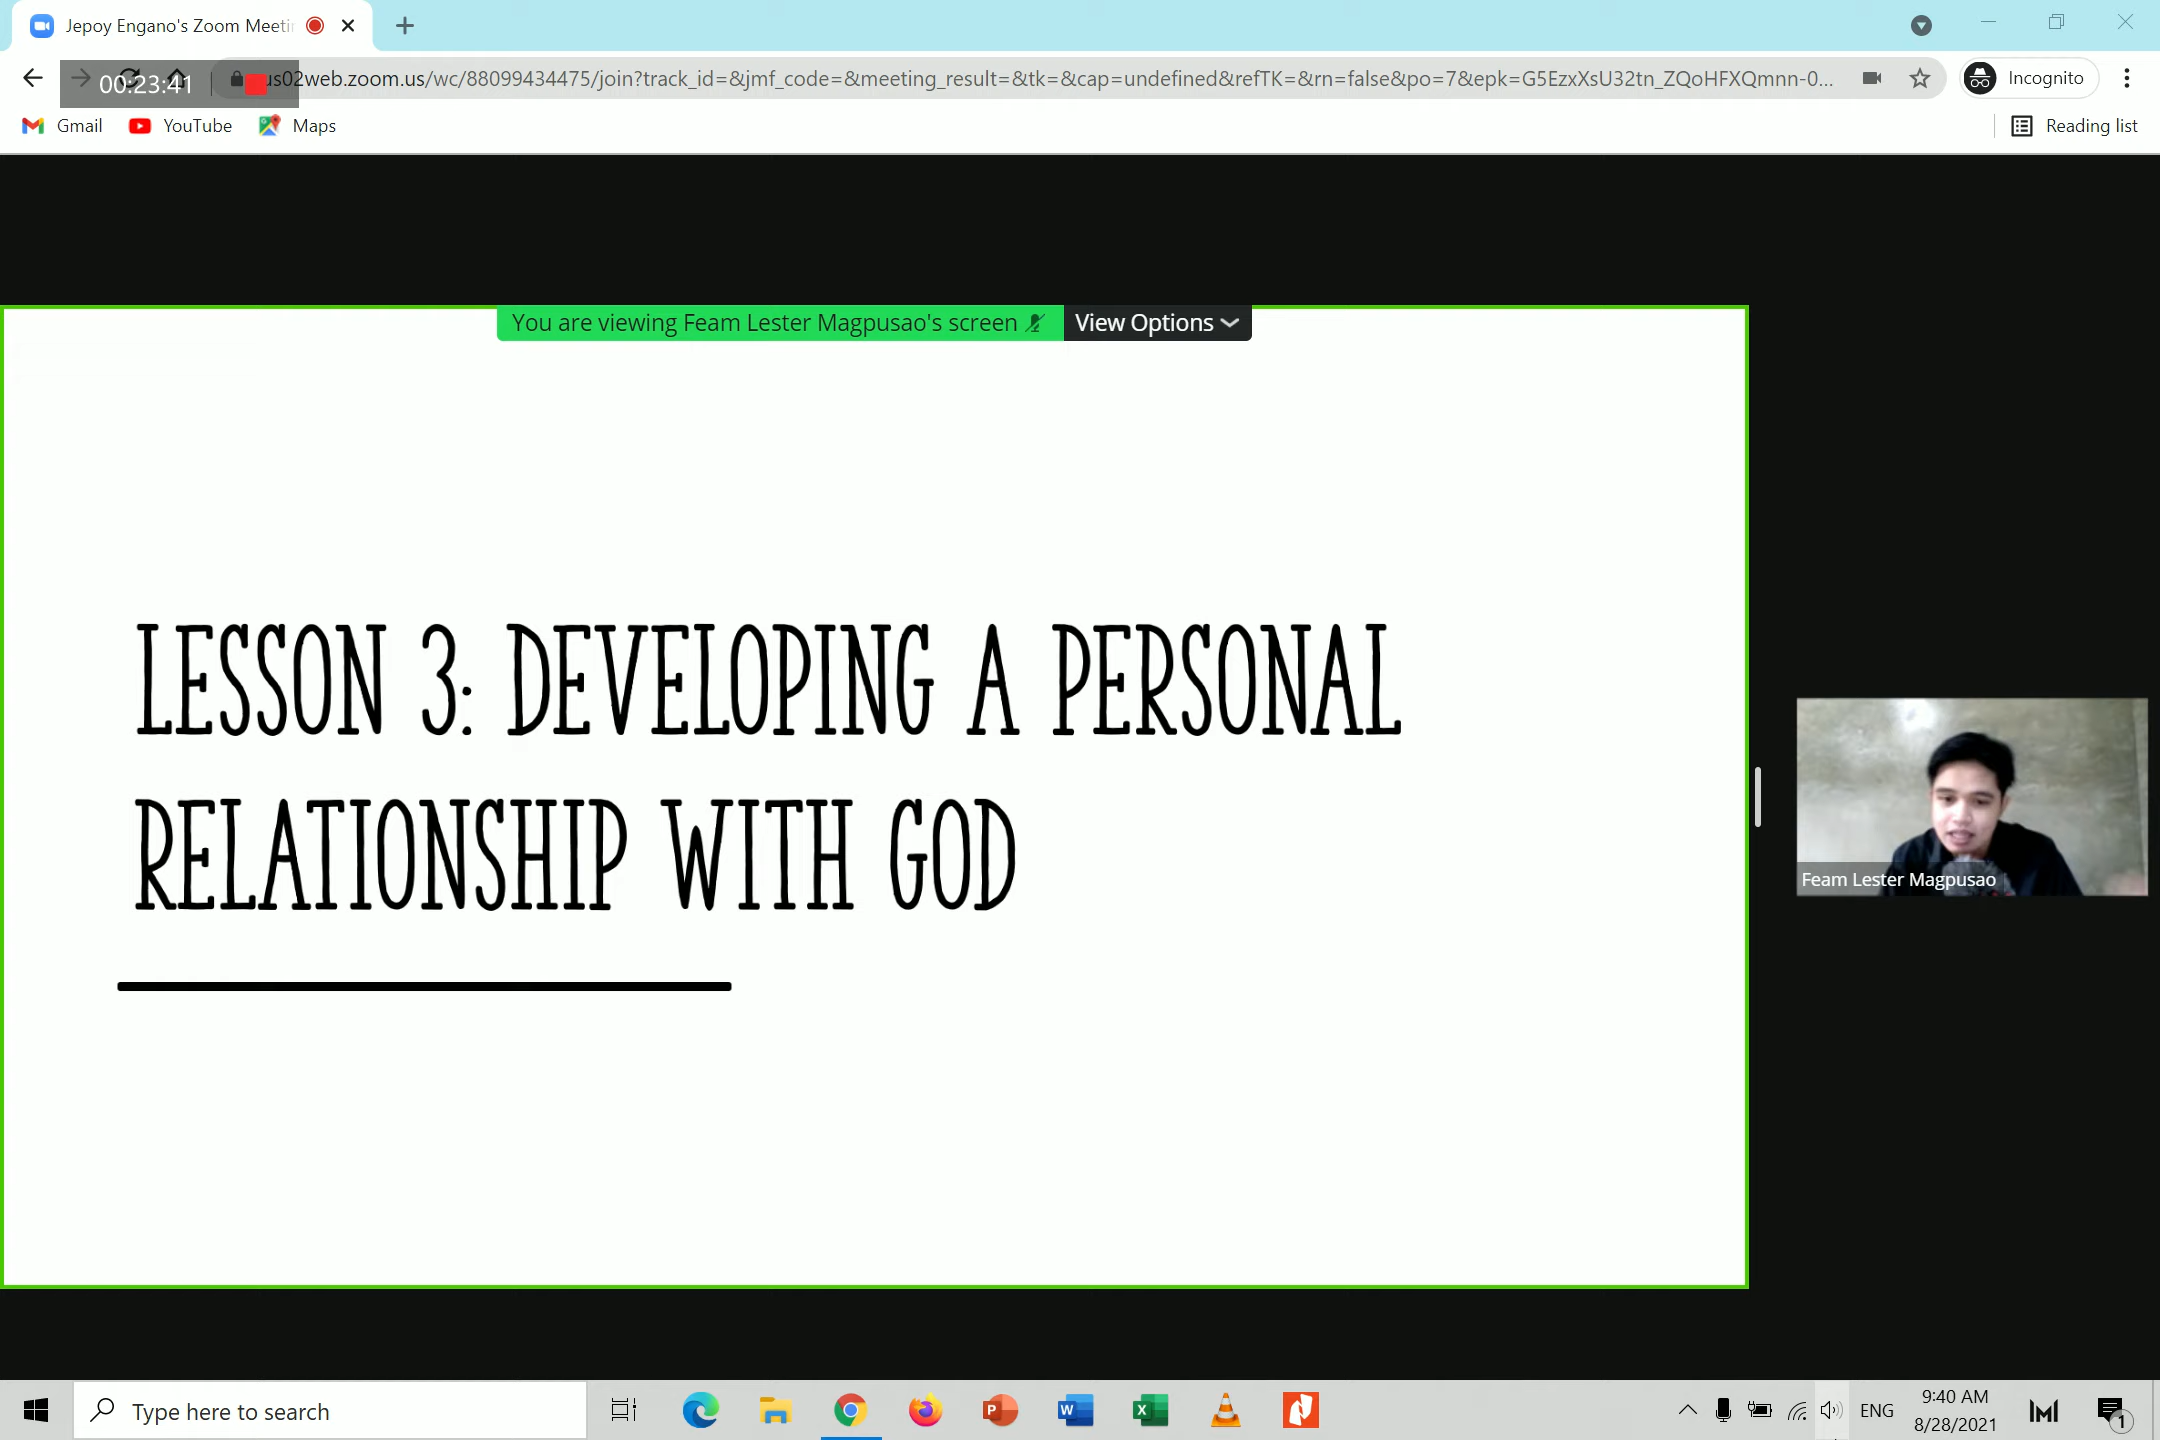 Jepoy Engano's Zoom Meeti
00:23:41
us02web.zoom.us/wc/88099434475/join?track_id=&jmf_code=&meeting_result=&tk=&cap=undefined&refTK=&rn=false&po=7&epk=G5EzxXsU32tn_ZQoHFXQmnn-0...
Incognito
Gmail
YouTube
Maps
Reading list
You are viewing Feam Lester Magpusao's screen
View Options
LESSON 3: DEVELOPING A PERSONAL
RELATIONSHIP WITH GOD
Feam Lester Magpusao
Type here to search
ENG
9:40 AM
8/28/2021
1